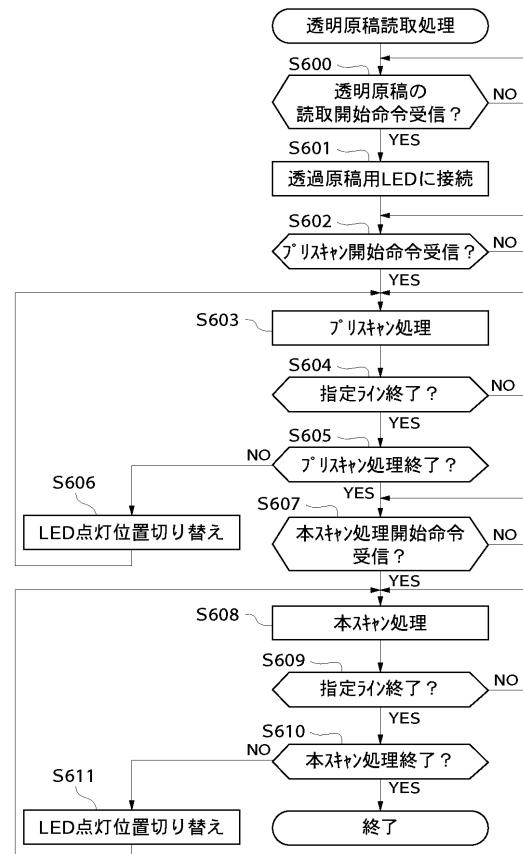 透明原稿読取処理
S600
透明原稿の
読取開始命令受信？
NO
YES
S601
透過原稿用LEDに接続
S602
プリスキャン開始命令受信？
NO
YES
S603
プリスキャン処理
S604
指定ライン終了？
NO
YES
S605
プリスキャン処理終了？
NO
YES
S606
LED点灯位置切り替え
S607
本スキャン処理開始命令
受信？
NO
YES
S608
本スキャン処理
S609
指定ライン終了？
NO
YES
S610
本スキャン処理終了？
NO
YES
S611
LED点灯位置切り替え
終了